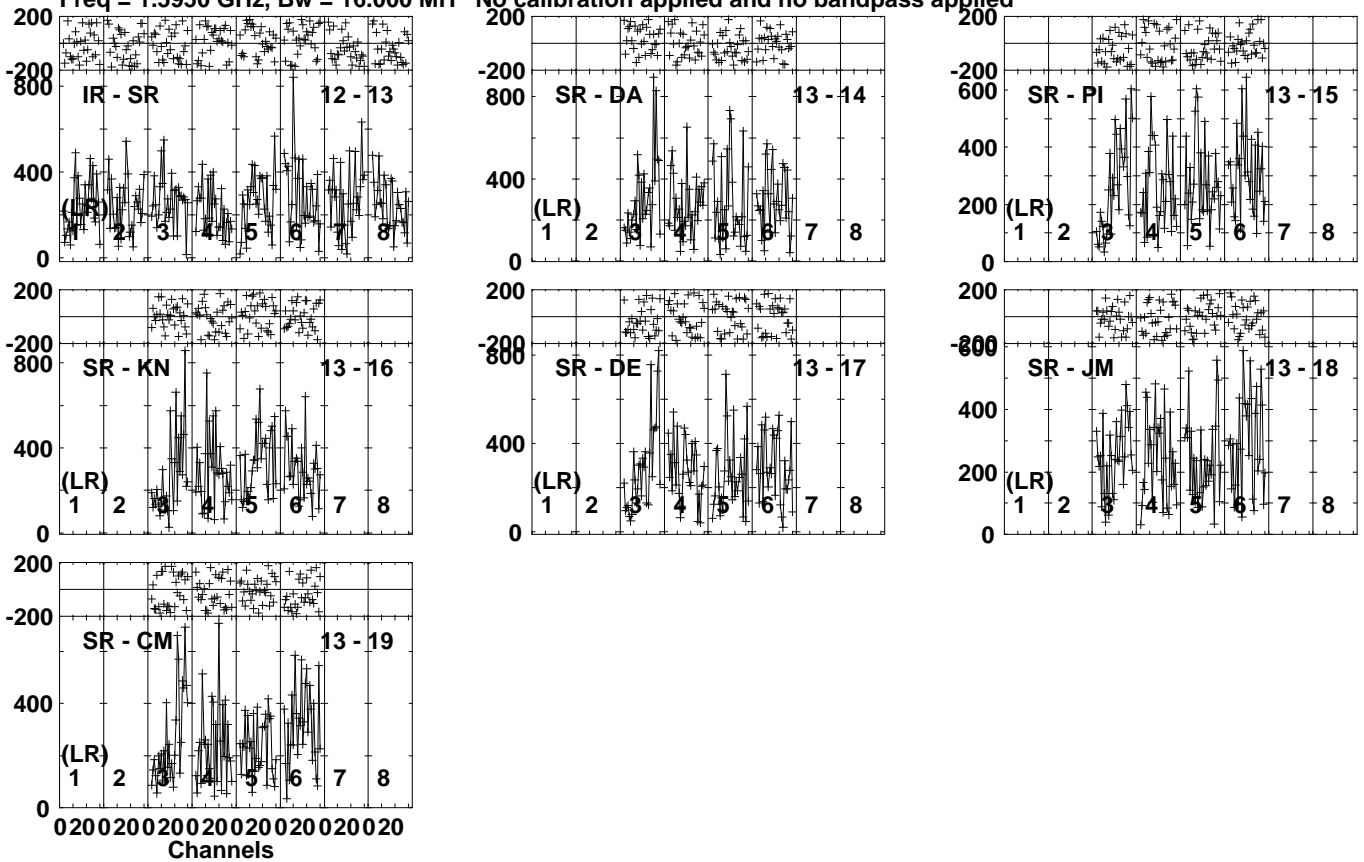 Freq = 1.5950 GHz, Bw = 16.000 MH No calibration applied and no bandpass applied
200
-200
800
400
0
IR - SR 12 - 13
(LR)
1 2 3 4 5 6 7 8
200
-200
800
400
0
SR - DA 13 - 14
(LR)
1 2 3 4 5 6 7 8
200
-200
600
400
200
0
SR - PI 13 - 15
(LR)
1 2 3 4 5 6 7 8
200
-200
800
400
0
SR - KN 13 - 16
(LR)
1 2 3 4 5 6 7 8
200
-200
800
400
0
SR - DE 13 - 17
(LR)
1 2 3 4 5 6 7 8
200
-200
600
400
200
0
SR - JM 13 - 18
(LR)
1 2 3 4 5 6 7 8
200
-200
400
0
SR - CM 13 - 19
(LR)
1 2 3 4 5 6 7 8
0 20 0 20 0 20 0 20 0 20 0 20 0 20 0 20
Channels